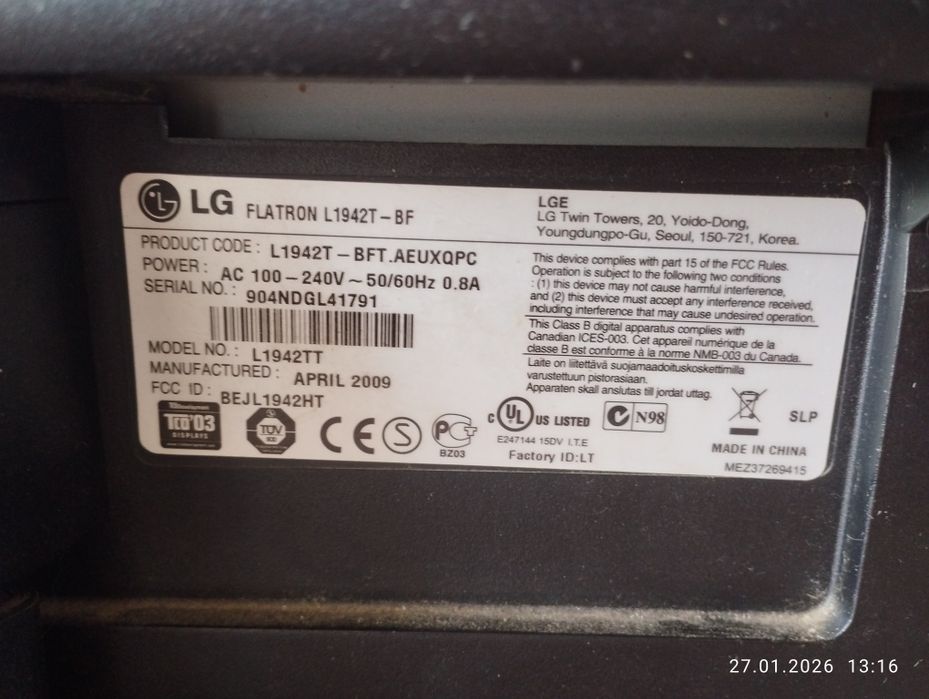 LG FLATRON L1942T-BF
LGE
LG Twin Towers, 20, Yoido-Dong,
Youngdungpo-Gu, Seoul, 150-721, Korea.
PRODUCT CODE : L1942T-BFT.AEUXQPC
POWER : AC 100-240V~50/60Hz 0.8A
SERIAL NO. : 904NDGL41791
MODEL NO. : L1942TT
MANUFACTURED : APRIL 2009
FCC ID : BEJL1942HT
This device complies with part 15 of the FCC Rules.
Operation is subject to the following two conditions
: (1) this device may not cause harmful interference,
and (2) this device must accept any interference received,
including interference that may cause undesired operation.
This Class B digital apparatus complies with
Canadian ICES-003. Cet appareil numérique de la
classe B est conforme à la norme NMB-003 du Canada.
Laite on liitettävä suojamaadoituskoskettimilla
varustettuun pistorasiaan.
Apparaten skall anslutas till jordat uttag.
TCO'03
DISPLAYS
TÜV
CE
S
PCT
BZ03
c UL US LISTED
E247144 15DV I.T.E
Factory ID:LT
N98
SLP
MADE IN CHINA
MEZ37269415
27.01.2026 13:16